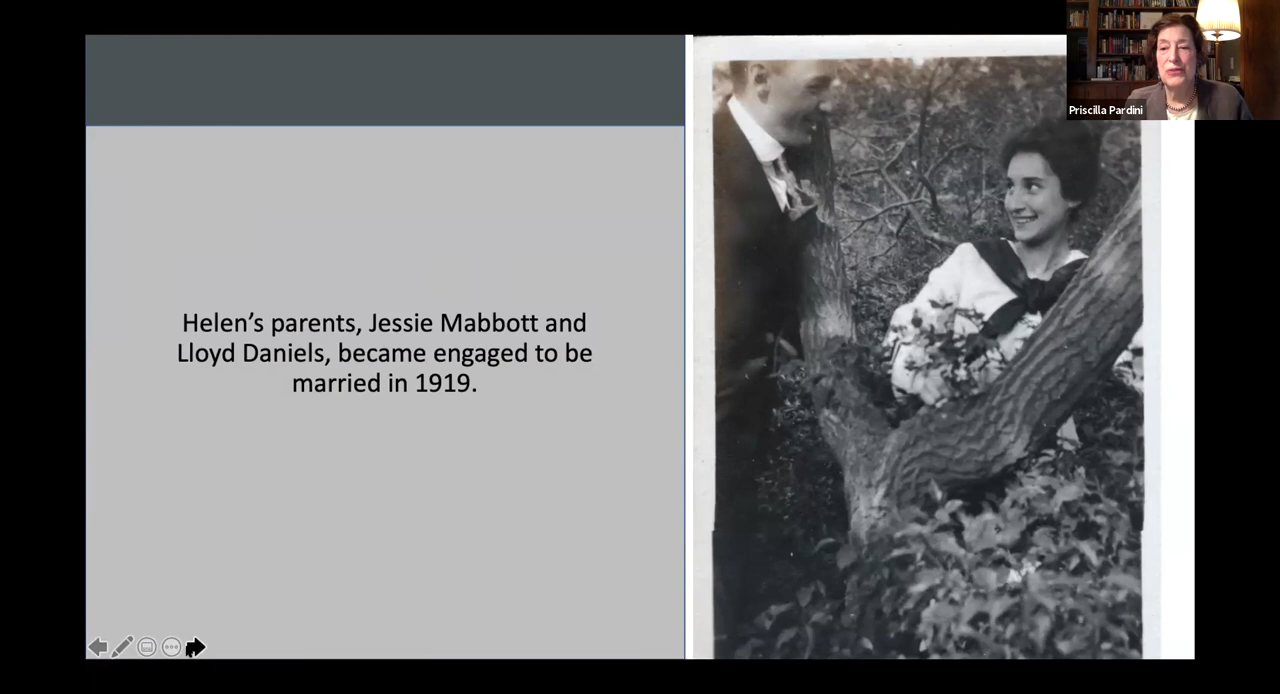 Priscilla Pardini
Helen’s parents, Jessie Mabbott and
Lloyd Daniels, became engaged to be
married in 1919.